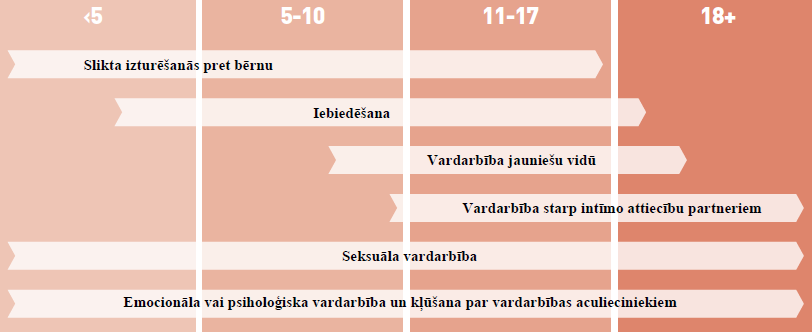 <5 5-10 11-17 18+
Slikta izturēšanās pret bērnu
Iebiedēšana
Vardarbība jauniešu vidū
Vardarbība starp intīmo attiecību partneriem
Seksuāla vardarbība
Emocionāla vai psiholoģiska vardarbība un kļūšana par vardarbības aculieciniekiem